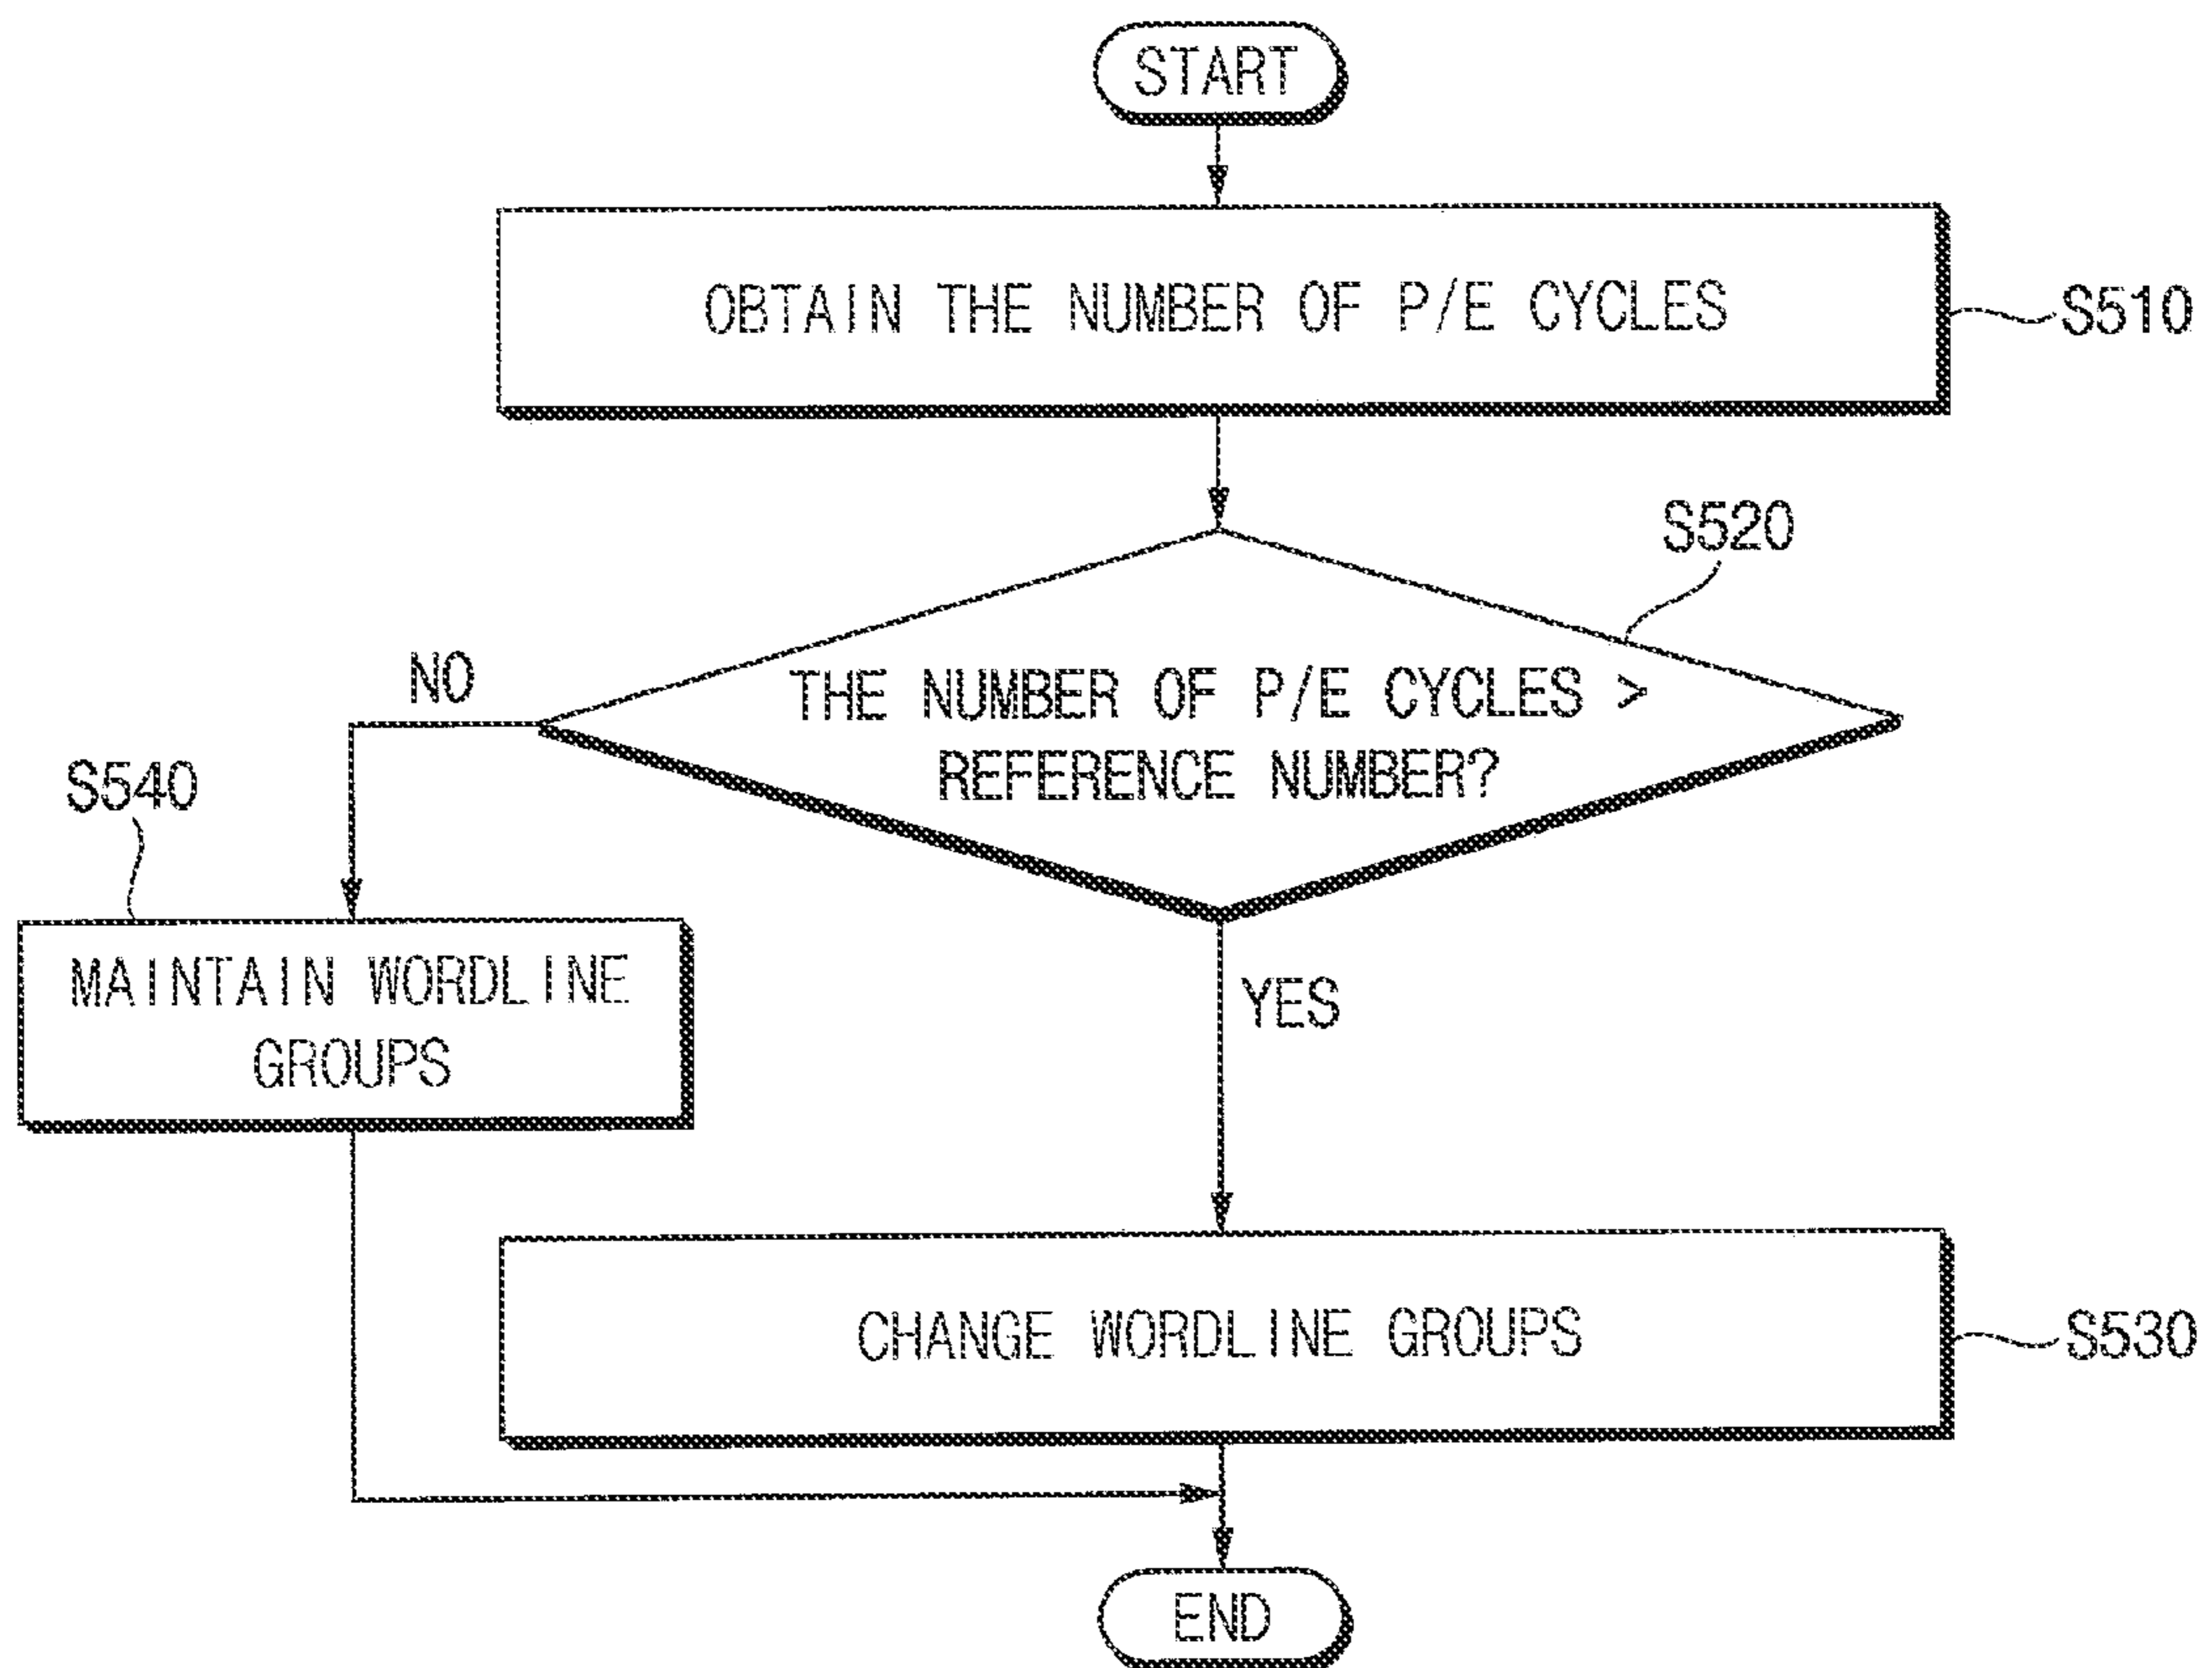 START
OBTAIN THE NUMBER OF P/E CYCLES
S510
S520
THE NUMBER OF P/E CYCLES >
REFERENCE NUMBER?
NO
S540
MAINTAIN WORDLINE
GROUPS
YES
CHANGE WORDLINE GROUPS
S530
END